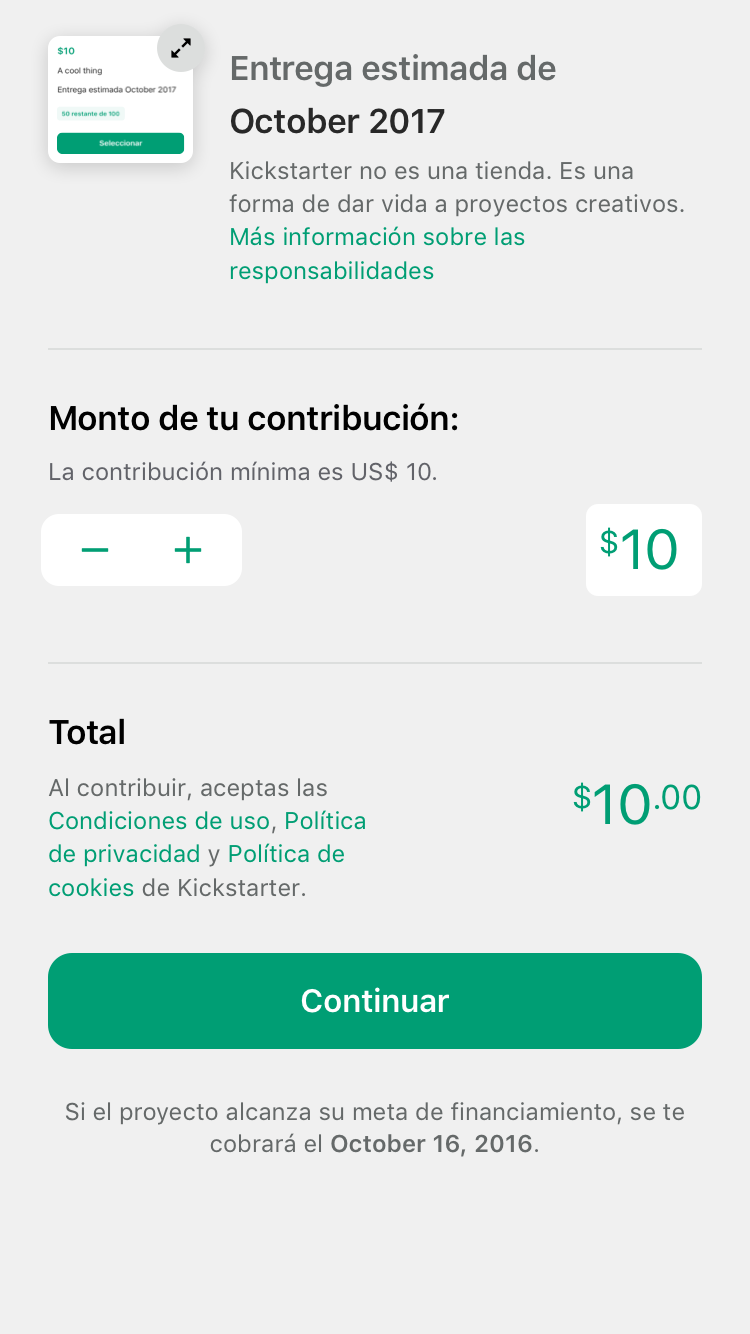 $10
A cool thing
Entrega estimada October 2017
50 restante de 100
Seleccionar
Entrega estimada de
October 2017
Kickstarter no es una tienda. Es una
forma de dar vida a proyectos creativos.
Más información sobre las
responsabilidades
Monto de tu contribución:
La contribución mínima es US$ 10.
$10
Total
Al contribuir, aceptas las
Condiciones de uso, Política
de privacidad y Política de
cookies de Kickstarter.
$10.00
Continuar
Si el proyecto alcanza su meta de financiamiento, se te
cobrará el October 16, 2016.